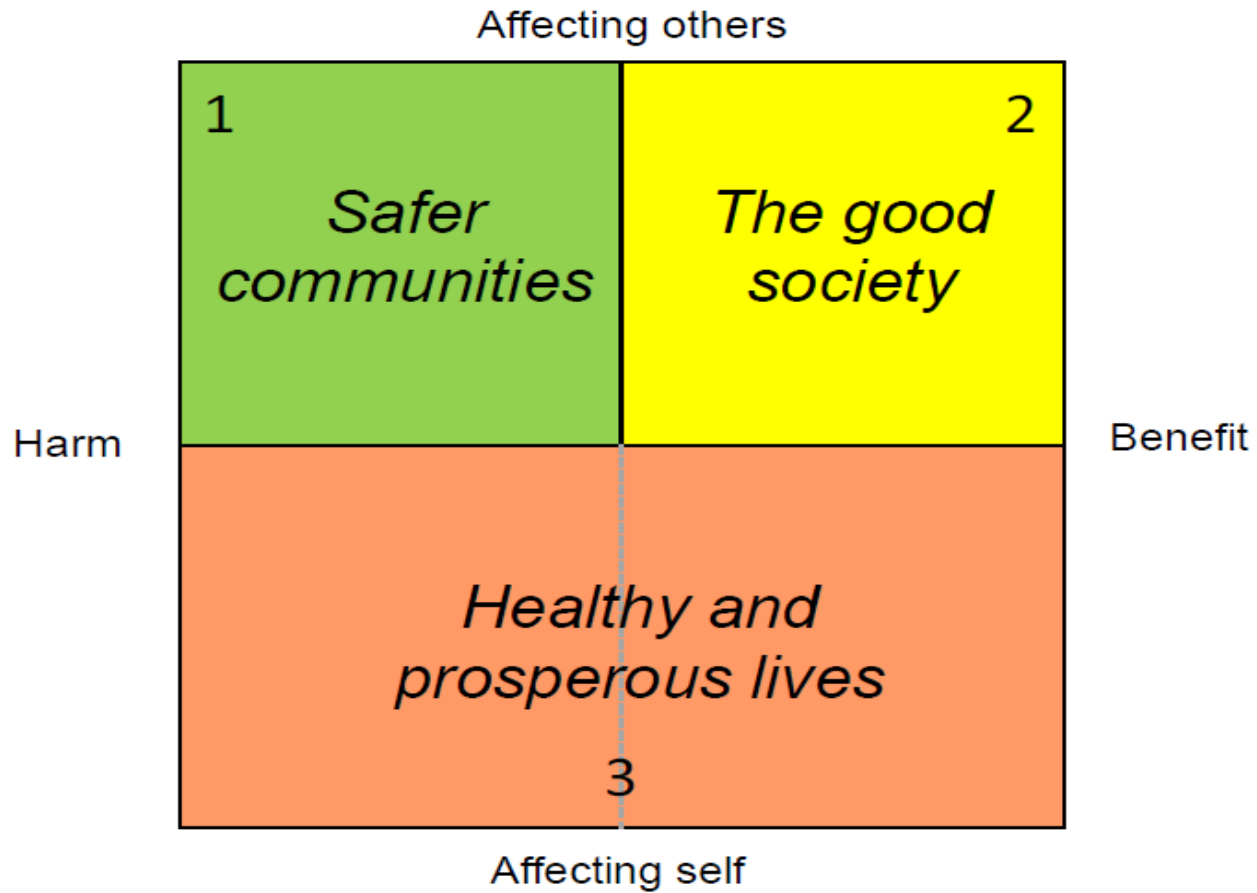 Affecting others
1
2
Safer
communities
The good
society
Harm
Benefit
Healthy and
prosperous lives
3
Affecting self